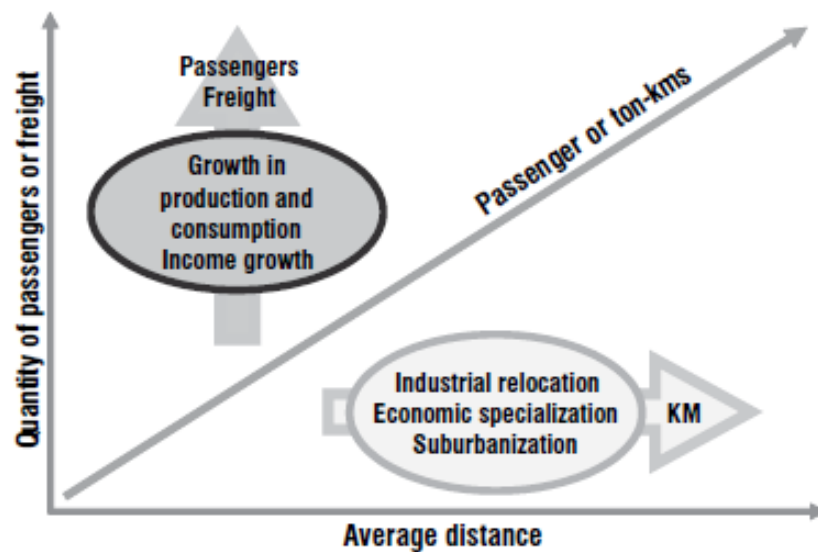 Quantity of passengers or freight
Passengers
Freight
Growth in
production and
consumption
Income growth
Passenger or ton-kms
Industrial relocation
Economic specialization
Suburbanization
KM
Average distance